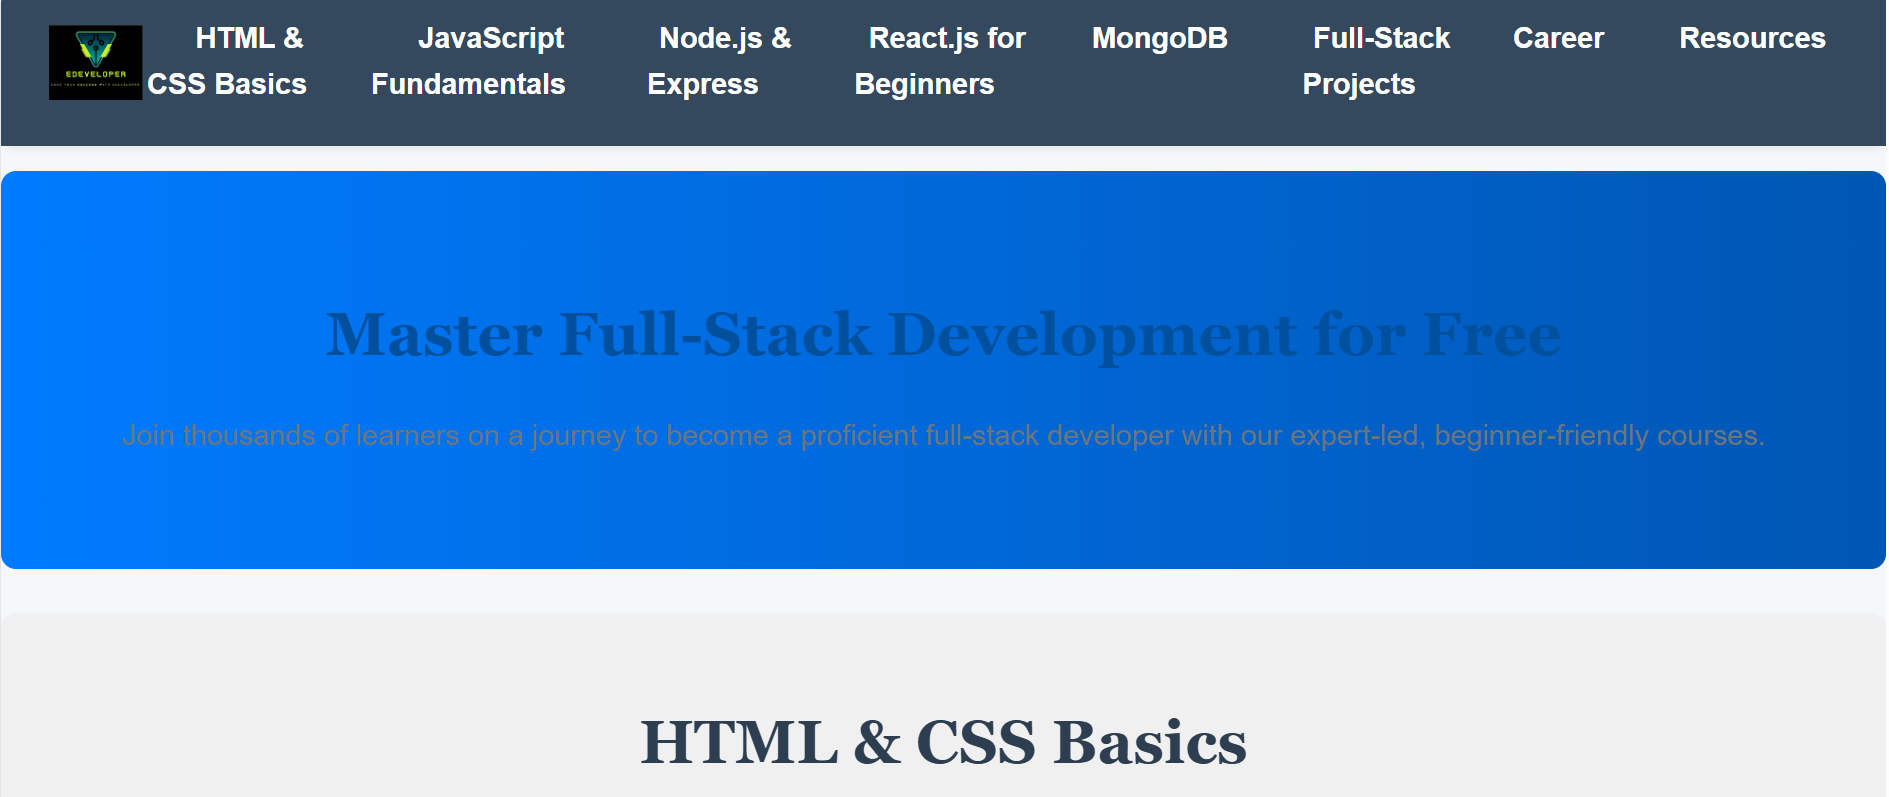 EDEVELOPER
HTML & CSS Basics
JavaScript Fundamentals
Node.js & Express
React.js for Beginners
MongoDB
Full-Stack Projects
Career
Resources
Master Full-Stack Development for Free
Join thousands of learners on a journey to become a proficient full-stack developer with our expert-led, beginner-friendly courses.
HTML & CSS Basics